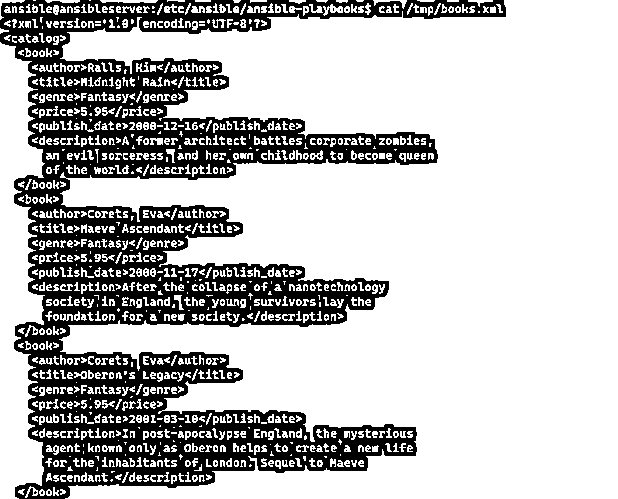 ansible@ansibleserver:/etc/ansible/ansible-playbooks$ cat /tmp/books.xml
<?xml version='1.0' encoding='UTF-8'?>
<catalog>
<book>
<author>Ralls, Kim</author>
<title>Midnight Rain</title>
<genre>Fantasy</genre>
<price>5.95</price>
<publish_date>2000-12-16</publish_date>
<description>A former architect battles corporate zombies,
an evil sorceress, and her own childhood to become queen
of the world.</description>
</book>
<book>
<author>Corets, Eva</author>
<title>Maeve Ascendant</title>
<genre>Fantasy</genre>
<price>5.95</price>
<publish_date>2000-11-17</publish_date>
<description>After the collapse of a nanotechnology
society in England, the young survivors lay the
foundation for a new society.</description>
</book>
<book>
<author>Corets, Eva</author>
<title>Oberon's Legacy</title>
<genre>Fantasy</genre>
<price>5.95</price>
<publish_date>2001-03-10</publish_date>
<description>In post-apocalypse England, the mysterious
agent known only as Oberon helps to create a new life
for the inhabitants of London. Sequel to Maeve
Ascendant.</description>
</book>